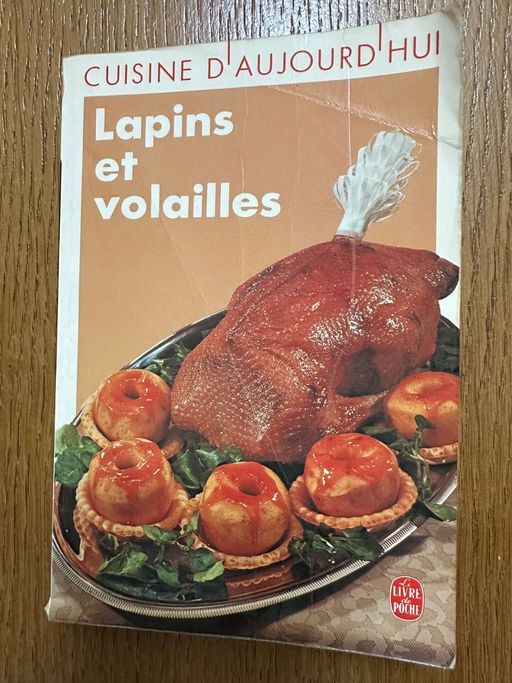 CUISINE D'AUJOURD'HUI
Lapins
et
volailles
Le
LIVRE
de
POCHE